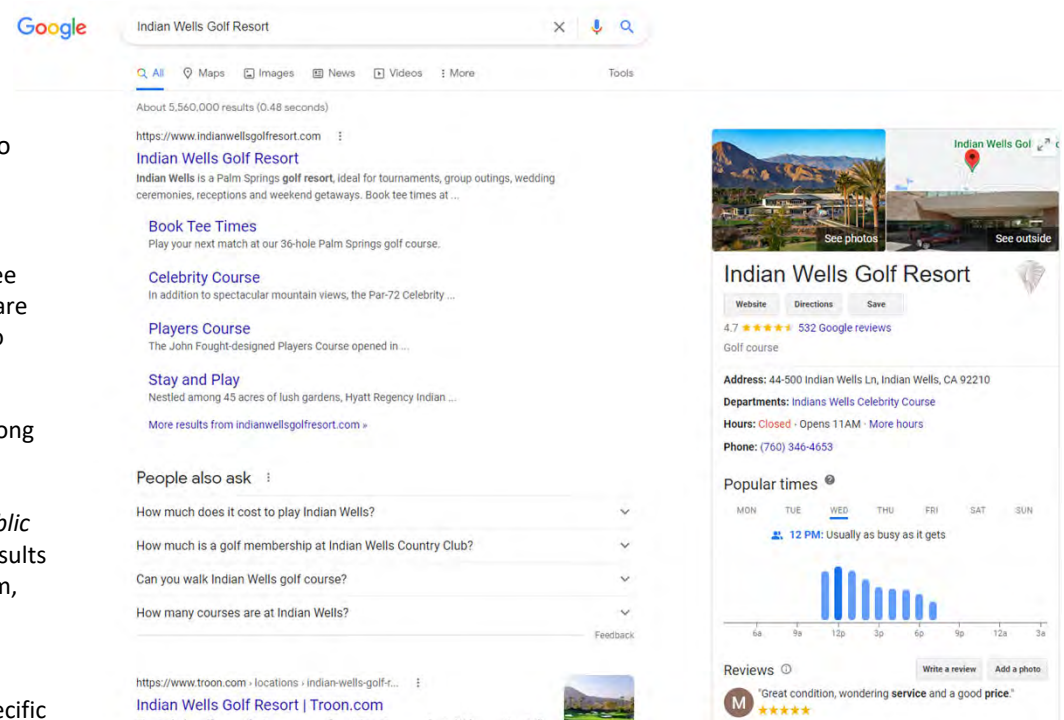 Google
Indian Wells Golf Resort
All Maps Images News Videos More Tools
About 5,560,000 results (0.48 seconds)
https://www.indianwellsgolfresort.com
Indian Wells Golf Resort
Indian Wells is a Palm Springs golf resort, ideal for tournaments, group outings, wedding
ceremonies, receptions and weekend getaways. Book tee times at ...
Book Tee Times
Play your next match at our 36-hole Palm Springs golf course.
Celebrity Course
In addition to spectacular mountain views, the Par-72 Celebrity ...
Players Course
The John Fought-designed Players Course opened in ...
Stay and Play
Nestled among 45 acres of lush gardens, Hyatt Regency Indian ...
More results from indianwellsgolfresort.com »
People also ask
How much does it cost to play Indian Wells?
How much is a golf membership at Indian Wells Country Club?
Can you walk Indian Wells golf course?
How many courses are at Indian Wells?
Feedback
https://www.troon.com › locations › indian-wells-golf-r...
Indian Wells Golf Resort | Troon.com
Indian Wells Gol
See photos
See outside
Indian Wells Golf Resort
Website Directions Save
4.7 532 Google reviews
Golf course
Address: 44-500 Indian Wells Ln, Indian Wells, CA 92210
Departments: Indians Wells Celebrity Course
Hours: Closed · Opens 11AM · More hours
Phone: (760) 346-4653
Popular times
MON TUE WED THU FRI SAT SUN
12 PM: Usually as busy as it gets
6a 9a 12p 3p 6p 9p 12a 3a
Reviews
Write a review Add a photo
M
"Great condition, wondering service and a good price."
are